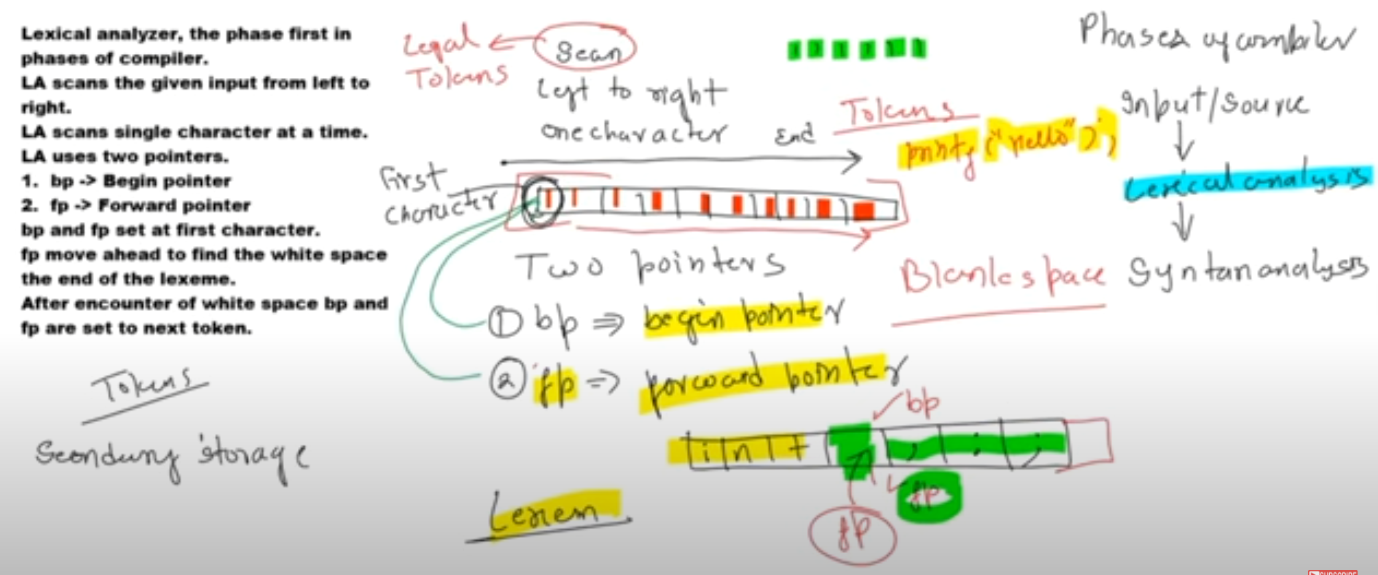 Lexical analyzer, the phase first in
phases of compiler.
LA scans the given input from left to
right.
LA scans single character at a time.
LA uses two pointers.
1. bp -> Begin pointer
2. fp -> Forward pointer
bp and fp set at first character.
fp move ahead to find the white space
the end of the lexeme.
After encounter of white space bp and
fp are set to next token.
Tokens
Secondary storage
Legal
Tokens
Scan
left to right
one character
End
Tokens
printf ("hello");
First
Character
Two pointers
① bp ⇒ begin pointer
② fp ⇒ forward pointer
Blank space
bp
int
fp
fp
Lexem
Phases of compiler
Input/Source
Lexical analysis
Syntax analysis
SUBSCRIBE